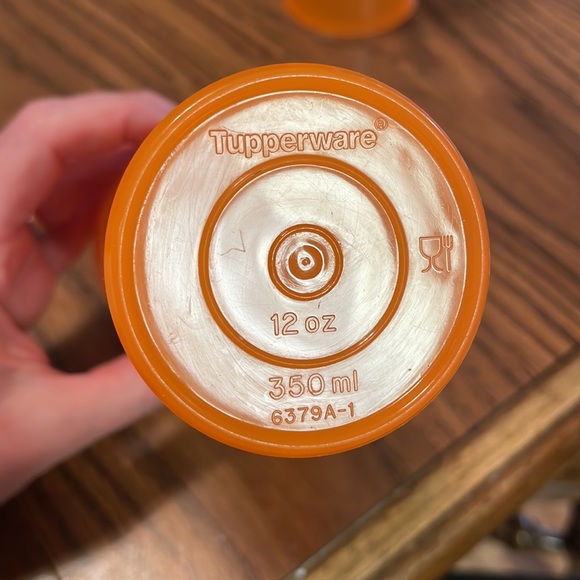 Tupperware®
12 oz
350 ml
6379A-1